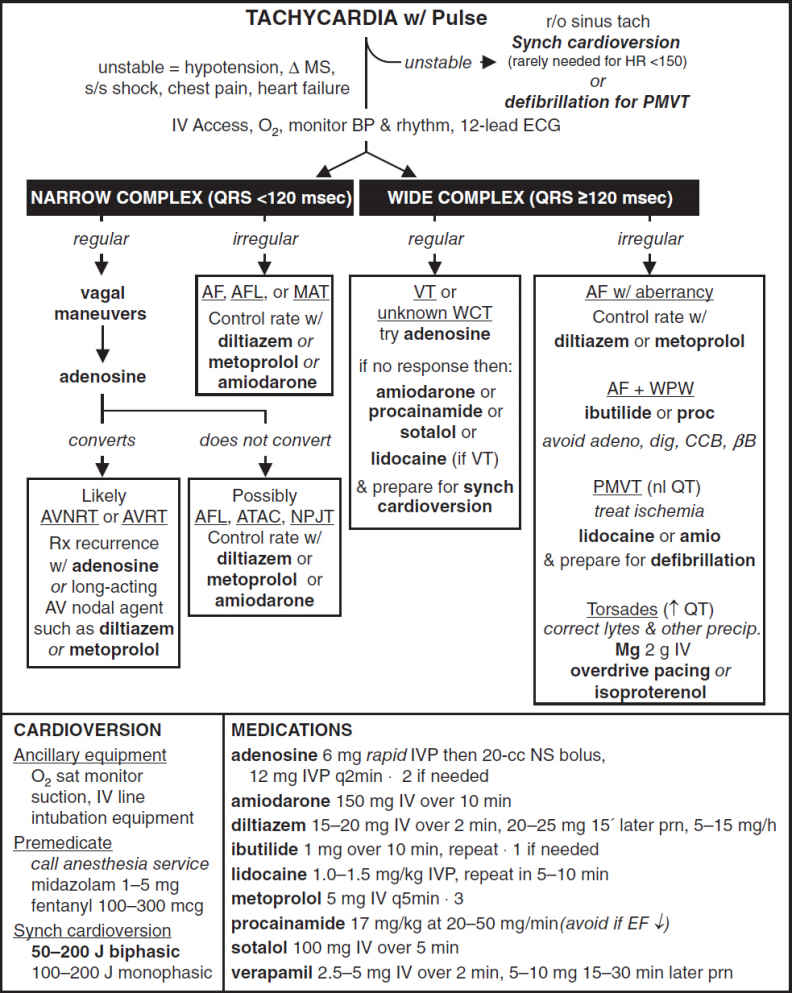 TACHYCARDIA w/ Pulse
unstable = hypotension, Δ MS,
s/s shock, chest pain, heart failure
unstable
r/o sinus tach
Synch cardioversion
(rarely needed for HR <150)
or
defibrillation for PMVT
IV Access, O₂, monitor BP & rhythm, 12-lead ECG
NARROW COMPLEX (QRS <120 msec)
WIDE COMPLEX (QRS ≥120 msec)
regular
irregular
regular
irregular
vagal
maneuvers
adenosine
AF, AFL, or MAT
Control rate w/
diltiazem or
metoprolol or
amiodarone
converts
does not convert
Likely
AVNRT or AVRT
Rx recurrence
w/ adenosine
or long-acting
AV nodal agent
such as diltiazem
or metoprolol
Possibly
AFL, ATAC, NPJT
Control rate w/
diltiazem or
metoprolol or
amiodarone
VT or
unknown WCT
try adenosine
if no response then:
amiodarone or
procainamide or
sotalol or
lidocaine (if VT)
& prepare for synch
cardioversion
AF w/ aberrancy
Control rate w/
diltiazem or metoprolol
AF + WPW
ibutilide or proc
avoid adeno, dig, CCB, βB
PMVT (nl QT)
treat ischemia
lidocaine or amio
& prepare for defibrillation
Torsades (↑ QT)
correct lytes & other precip.
Mg 2 g IV
overdrive pacing or
isoproterenol
CARDIOVERSION
Ancillary equipment
O₂ sat monitor
suction, IV line
intubation equipment
Premedicate
call anesthesia service
midazolam 1–5 mg
fentanyl 100–300 mcg
Synch cardioversion
50–200 J biphasic
100–200 J monophasic
MEDICATIONS
adenosine 6 mg rapid IVP then 20-cc NS bolus,
12 mg IVP q2min · 2 if needed
amiodarone 150 mg IV over 10 min
diltiazem 15–20 mg IV over 2 min, 20–25 mg 15´ later prn, 5–15 mg/h
ibutilide 1 mg over 10 min, repeat · 1 if needed
lidocaine 1.0–1.5 mg/kg IVP, repeat in 5–10 min
metoprolol 5 mg IV q5min · 3
procainamide 17 mg/kg at 20–50 mg/min(avoid if EF ↓)
sotalol 100 mg IV over 5 min
verapamil 2.5–5 mg IV over 2 min, 5–10 mg 15–30 min later prn